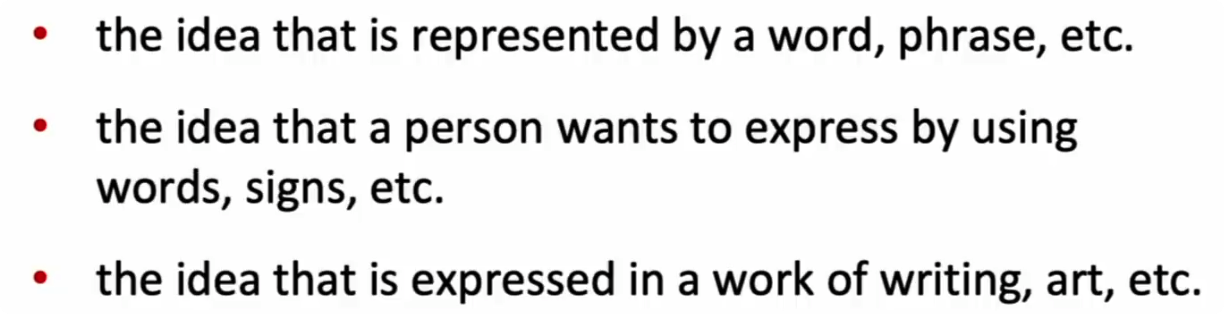 • the idea that is represented by a word, phrase, etc.
• the idea that a person wants to express by using
words, signs, etc.
• the idea that is expressed in a work of writing, art, etc.